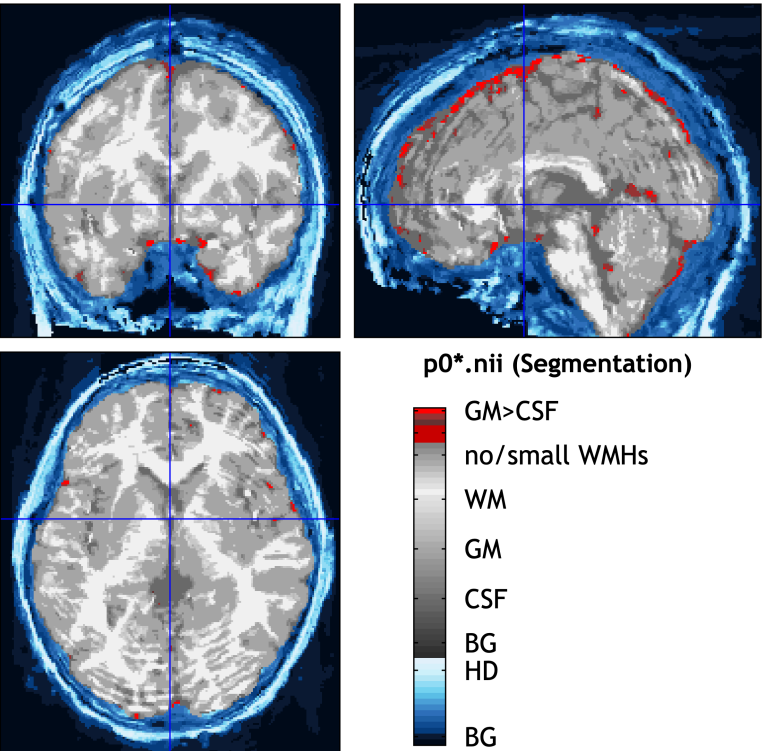 p0*.nii (Segmentation)
GM>CSF
no/small WMHs
WM
GM
CSF
BG
HD
BG